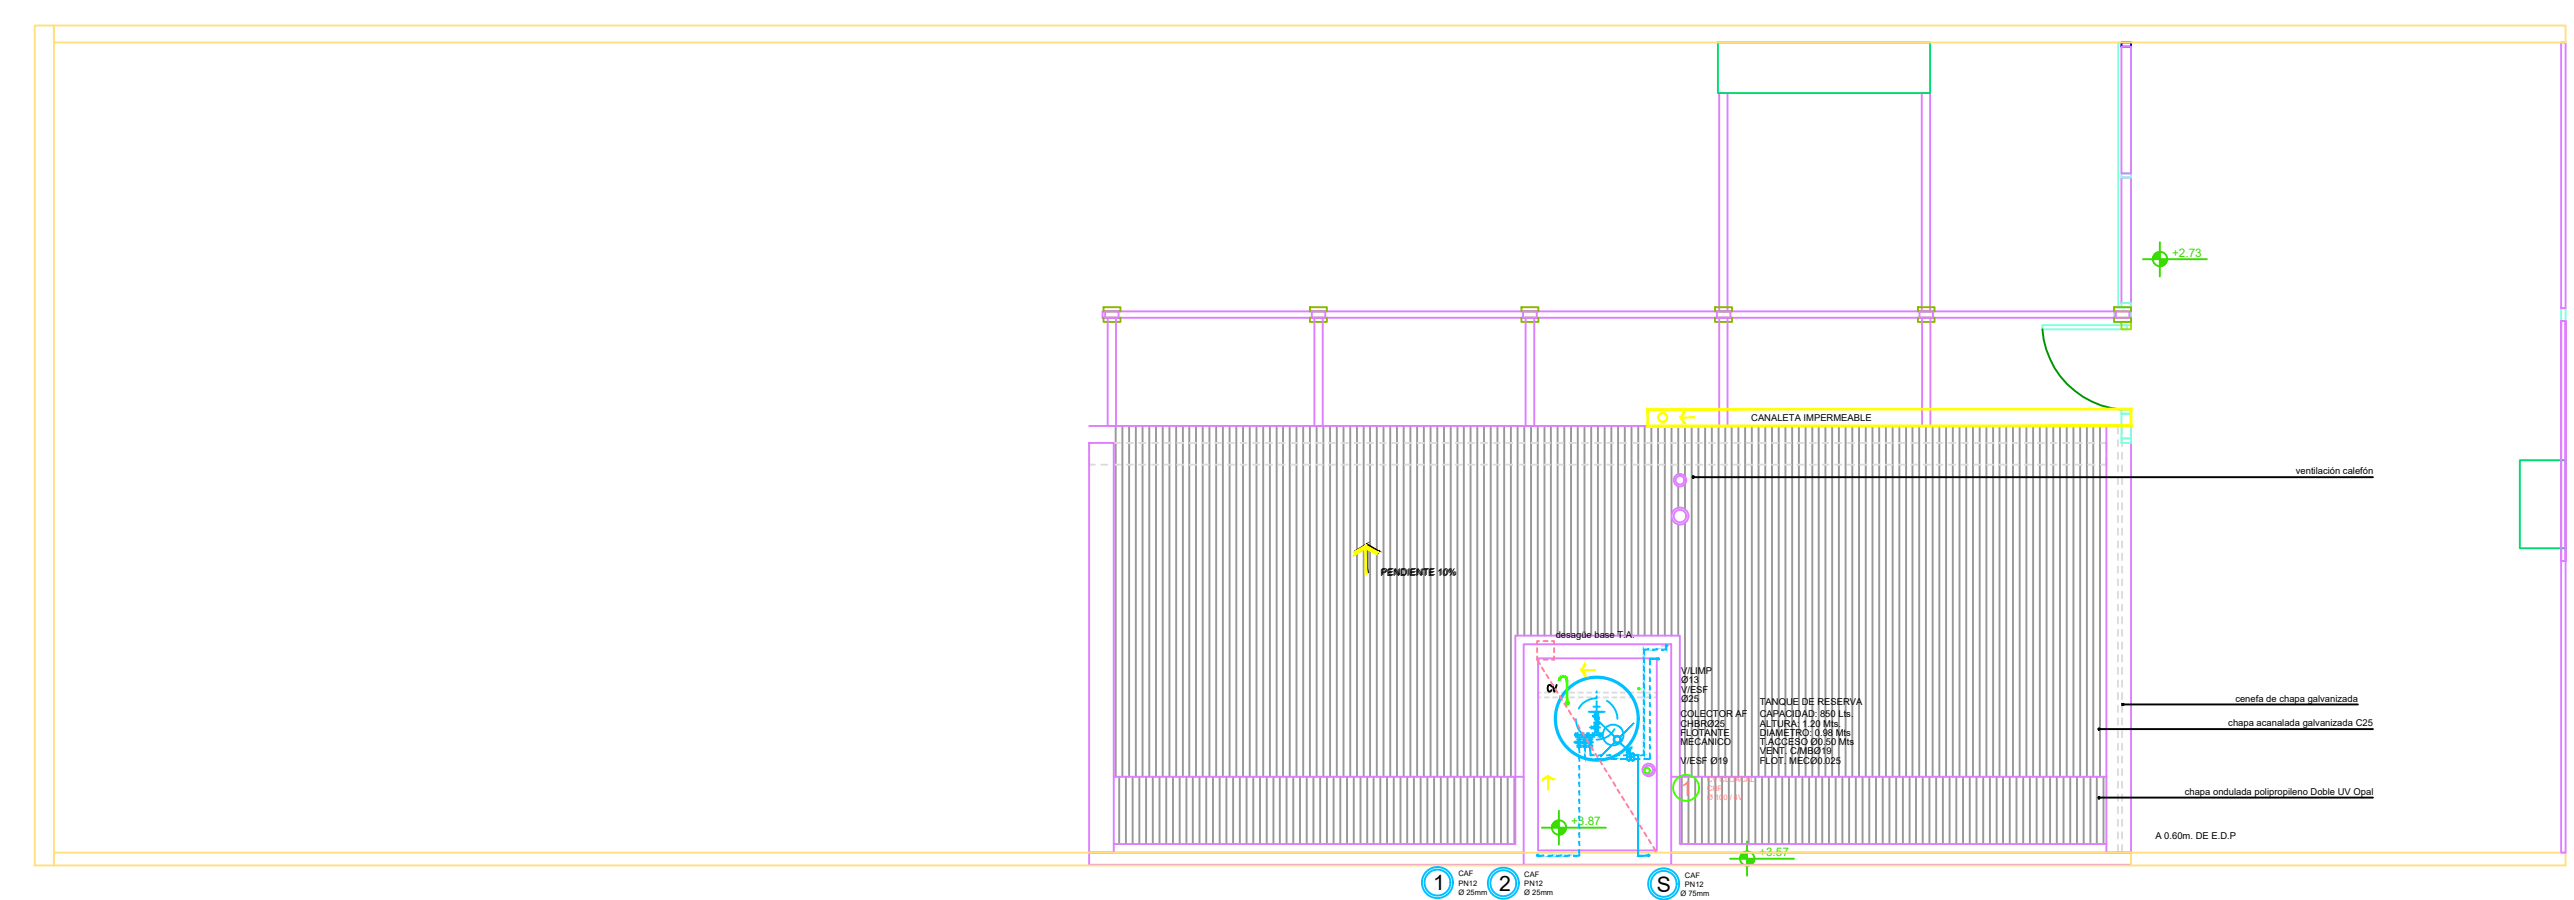 +2.73
CANALETA IMPERMEABLE
ventilación calefón
PENDIENTE 10%
desagüe base T.A.
CV
V/LIMP
Ø13
V/ESF
Ø25
COLECTOR AF
CHBRØ25
FLOTANTE
MECANICO
V/ESF Ø19
TANQUE DE RESERVA
CAPACIDAD: 850 Lts.
ALTURA: 1.20 Mts.
DIAMETRO: 0.98 Mts
T.ACCESO Ø0.50 Mts
VENT. C/MBØ19
FLOT. MECØ0.025
cenefa de chapa galvanizada
chapa acanalada galvanizada C25
1
chapa ondulada polipropileno Doble UV Opal
+3.87
A 0.60m. DE E.D.P
+3.57
1
CAF
PN12
Ø 25mm
2
CAF
PN12
Ø 25mm
S
CAF
PN12
Ø 75mm